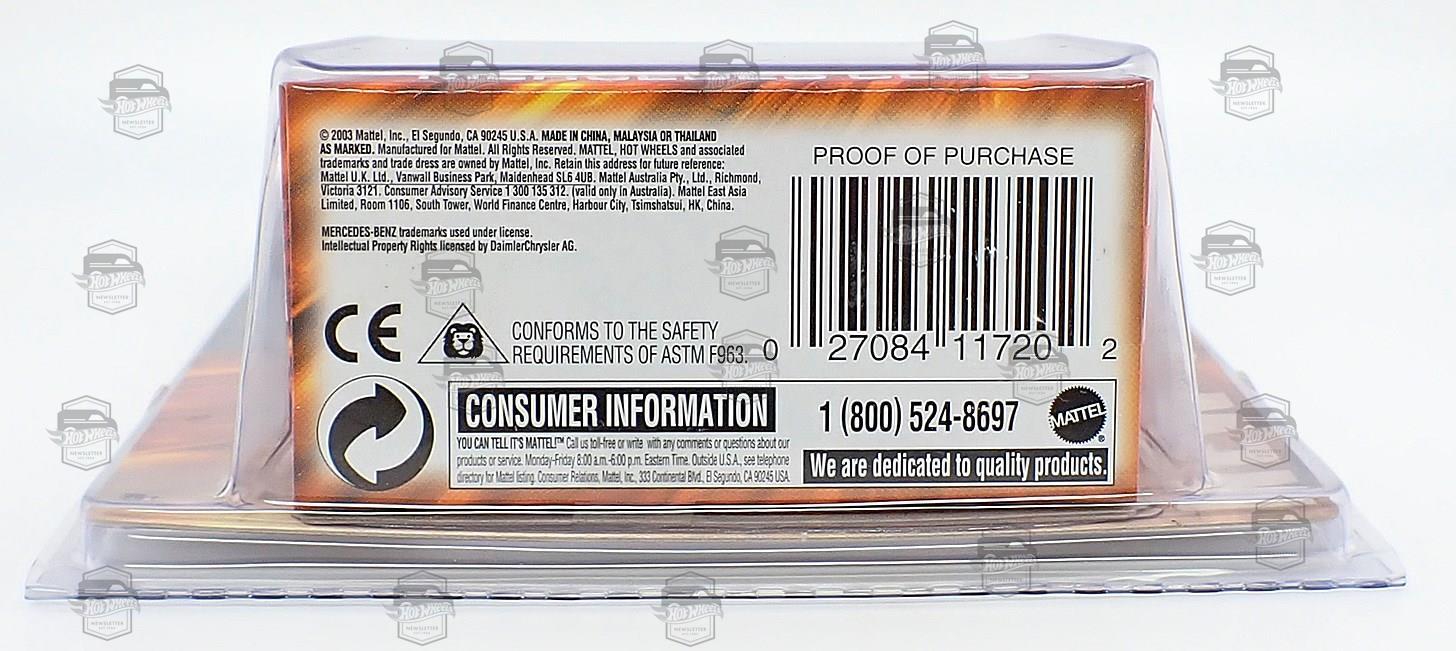 © 2003 Mattel, Inc., El Segundo, CA 90245 U.S.A. MADE IN CHINA, MALAYSIA OR THAILAND
AS MARKED. Manufactured for Mattel. All Rights Reserved. MATTEL, HOT WHEELS and associated
trademarks and trade dress are owned by Mattel, Inc. Retain this address for future reference:
Mattel U.K. Ltd., Vanwall Business Park, Maidenhead SL6 4UB. Mattel Australia Pty., Ltd., Richmond,
Victoria 3121. Consumer Advisory Service 1 300 135 312. (valid only in Australia). Mattel East Asia
Limited, Room 1106, South Tower, World Finance Centre, Harbour City, Tsimshatsui, HK, China.
MERCEDES-BENZ trademarks used under license.
Intellectual Property Rights licensed by DaimlerChrysler AG.
CE
CONFORMS TO THE SAFETY
REQUIREMENTS OF ASTM F963.
PROOF OF PURCHASE
0 27084 11720 2
CONSUMER INFORMATION
YOU CAN TELL IT'S MATTEL!™ Call us toll-free or write with any comments or questions about our
products or service. Monday-Friday 8:00 a.m.-6:00 p.m. Eastern Time. Outside U.S.A., see telephone
directory for Mattel listing. Consumer Relations, Mattel, Inc., 333 Continental Blvd., El Segundo, CA 90245 USA.
1 (800) 524-8697
MATTEL®
We are dedicated to quality products.
Hot Wheels
NEWSLETTER